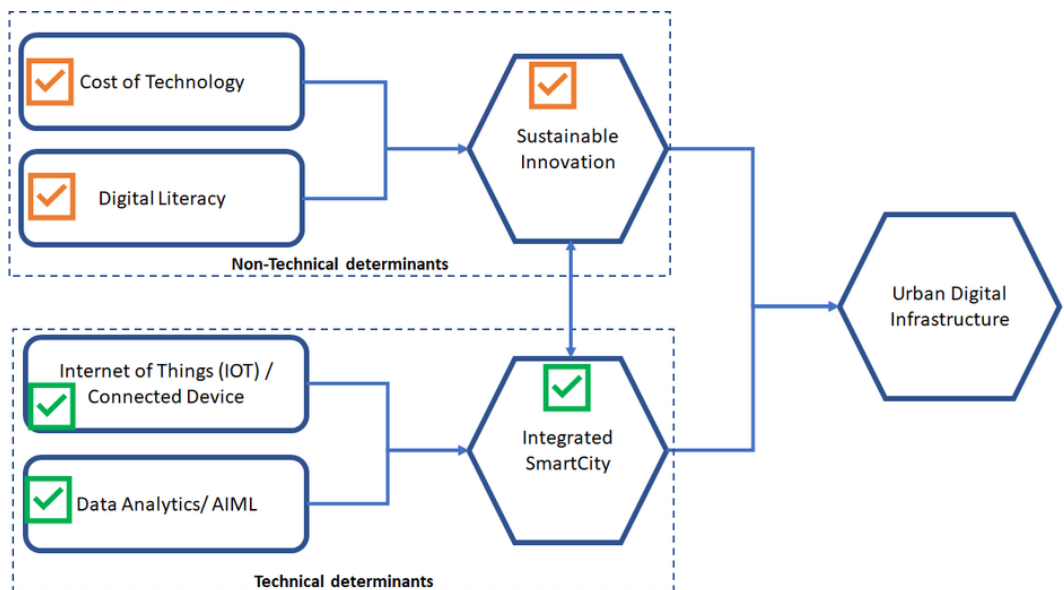 Cost of Technology
Digital Literacy
Sustainable
Innovation
Non-Technical determinants
Internet of Things (IOT) /
Connected Device
Data Analytics/ AIML
Integrated
SmartCity
Technical determinants
Urban Digital
Infrastructure